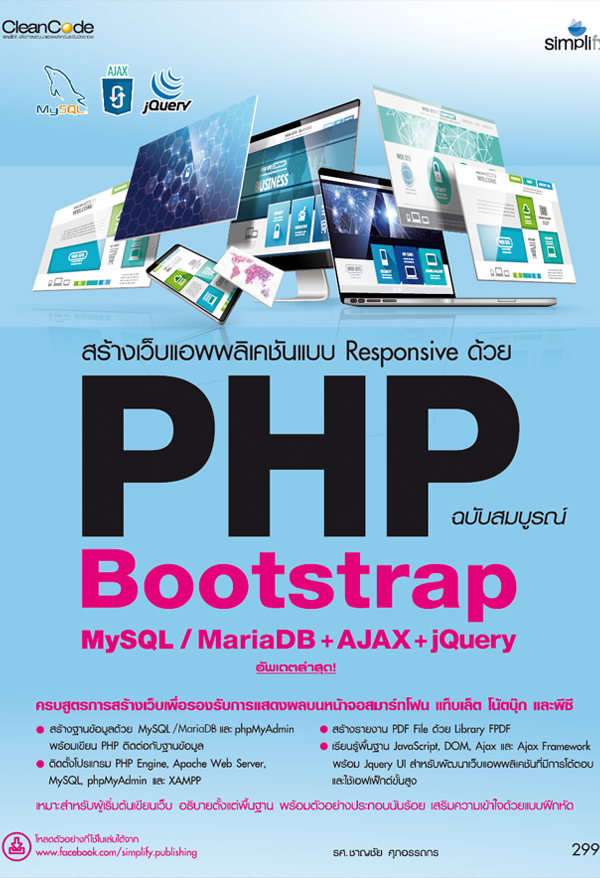 CleanCode
simplify
MySQL
AJAX
jQuery
BUSINESS
สร้างเว็บแอพพลิเคชันแบบ Responsive ด้วย
PHP
ฉบับสมบูรณ์
Bootstrap
MySQL / MariaDB + AJAX + jQuery
อัพเดตล่าสุด!
ครบสูตรการสร้างเว็บเพื่อรองรับการแสดงผลบนหน้าจอสมาร์ทโฟน แท็บเล็ต โน้ตบุ๊ก และพีซี
● สร้างฐานข้อมูลด้วย MySQL /MariaDB และ phpMyAdmin
พร้อมเขียน PHP ติดต่อกับฐานข้อมูล
● ติดตั้งโปรแกรม PHP Engine, Apache Web Server,
MySQL, phpMyAdmin และ XAMPP
● สร้างรายงาน PDF File ด้วย Library FPDF
● เรียนรู้พื้นฐาน JavaScript, DOM, Ajax และ Ajax Framework
พร้อม Jquery UI สำหรับพัฒนาเว็บแอพพลิเคชันที่มีการโต้ตอบ
และใช้เอฟเฟ็กต์ขั้นสูง
เหมาะสำหรับผู้เริ่มต้นเขียนเว็บ อธิบายตั้งแต่พื้นฐาน พร้อมตัวอย่างประกอบนับร้อย เสริมความเข้าใจด้วยแบบฝึกหัด
โหลดตัวอย่างที่ใช้ในเล่มได้จาก
www.facebook.com/simplify.publishing
รศ.ชาญชัย ศุภอรรถกร
299